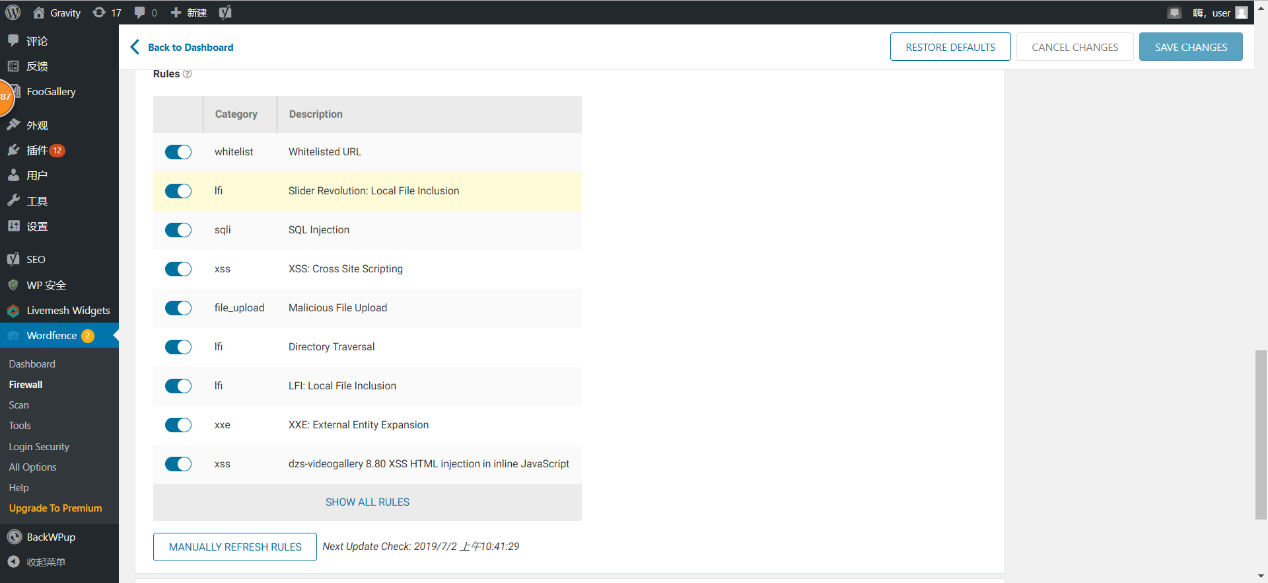 Gravity 17 0 新建 嗨，user
评论
反馈
FooGallery
87
外观
插件 12
用户
工具
设置
SEO
WP 安全
Livemesh Widgets
Wordfence 2
Dashboard
Firewall
Scan
Tools
Login Security
All Options
Help
Upgrade To Premium
BackWPup
收起菜单
Back to Dashboard RESTORE DEFAULTS CANCEL CHANGES SAVE CHANGES
Rules
Category Description
whitelist Whitelisted URL
lfi Slider Revolution: Local File Inclusion
sqli SQL Injection
xss XSS: Cross Site Scripting
file_upload Malicious File Upload
lfi Directory Traversal
lfi LFI: Local File Inclusion
xxe XXE: External Entity Expansion
xss dzs-videogallery 8.80 XSS HTML injection in inline JavaScript
SHOW ALL RULES
MANUALLY REFRESH RULES Next Update Check: 2019/7/2 上午10:41:29